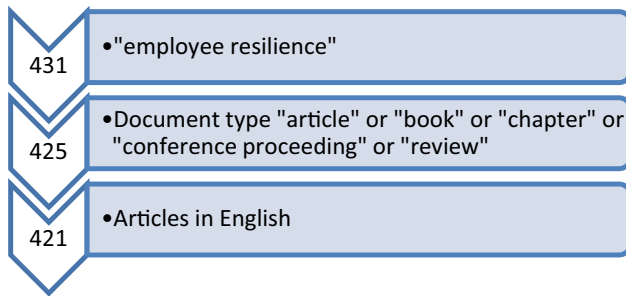 431
•"employee resilience"
425
•Document type "article" or "book" or "chapter" or
"conference proceeding" or "review"
421
•Articles in English